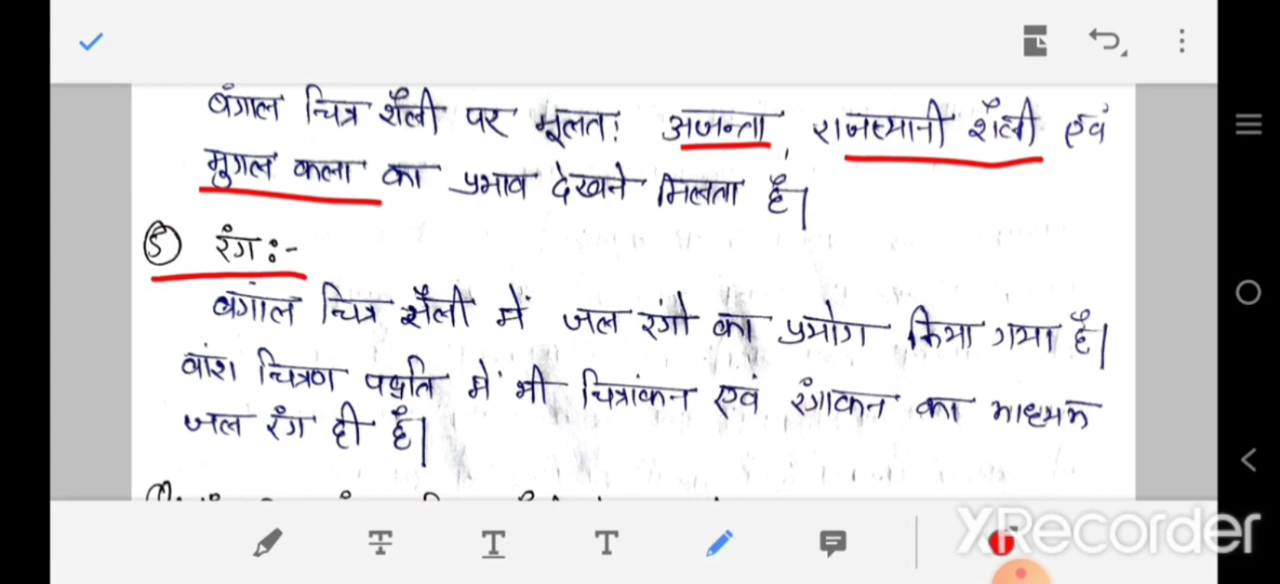 बंगाल चित्र शैली पर मूलतः अजन्ता, राजस्थानी शैली एवं
मुगल कला का प्रभाव देखने मिलता है।
⑤ रंग :-
बगांल चित्र शैली में जल रंगो का प्रयोग किया गया है।
वांश चित्रण पद्धति में भी चित्रांकन एवं रंगाकन का माध्यम
जल रंग ही है।
T T T
XRecorder